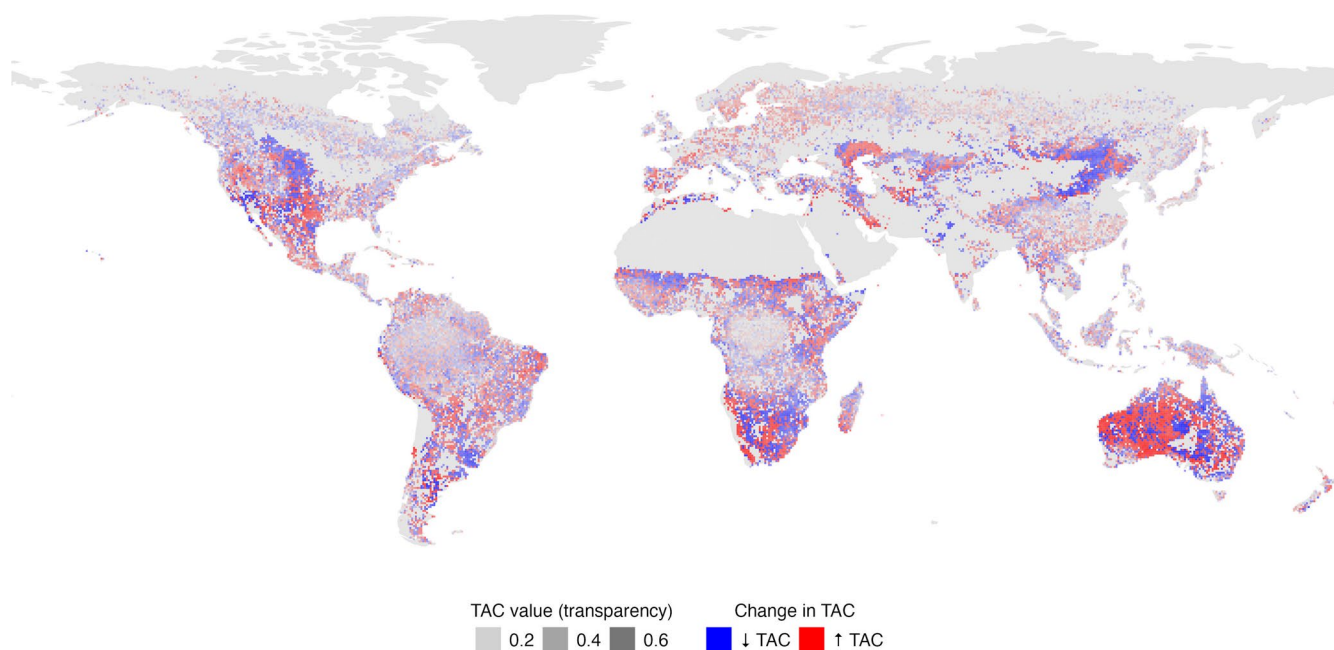 TAC value (transparency)
0.2 0.4 0.6
Change in TAC
↓ TAC ↑ TAC